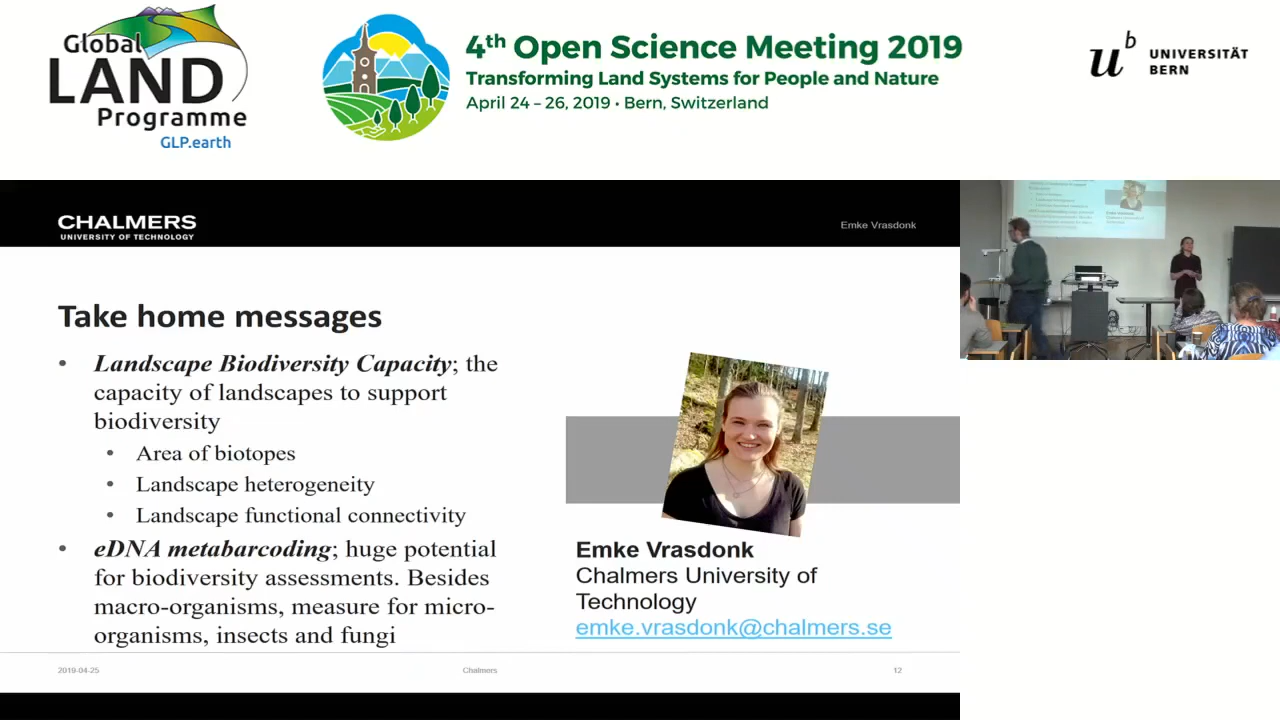 Global
LAND
Programme
GLP.earth
4th Open Science Meeting 2019
Transforming Land Systems for People and Nature
April 24 – 26, 2019 • Bern, Switzerland
u b
UNIVERSITÄT
BERN
CHALMERS
UNIVERSITY OF TECHNOLOGY
Emke Vrasdonk
Take home messages
• Landscape Biodiversity Capacity; the
capacity of landscapes to support
biodiversity
• Area of biotopes
• Landscape heterogeneity
• Landscape functional connectivity
• eDNA metabarcoding; huge potential
for biodiversity assessments. Besides
macro-organisms, measure for micro-
organisms, insects and fungi
Emke Vrasdonk
Chalmers University of
Technology
emke.vrasdonk@chalmers.se
2019-04-25
Chalmers
12